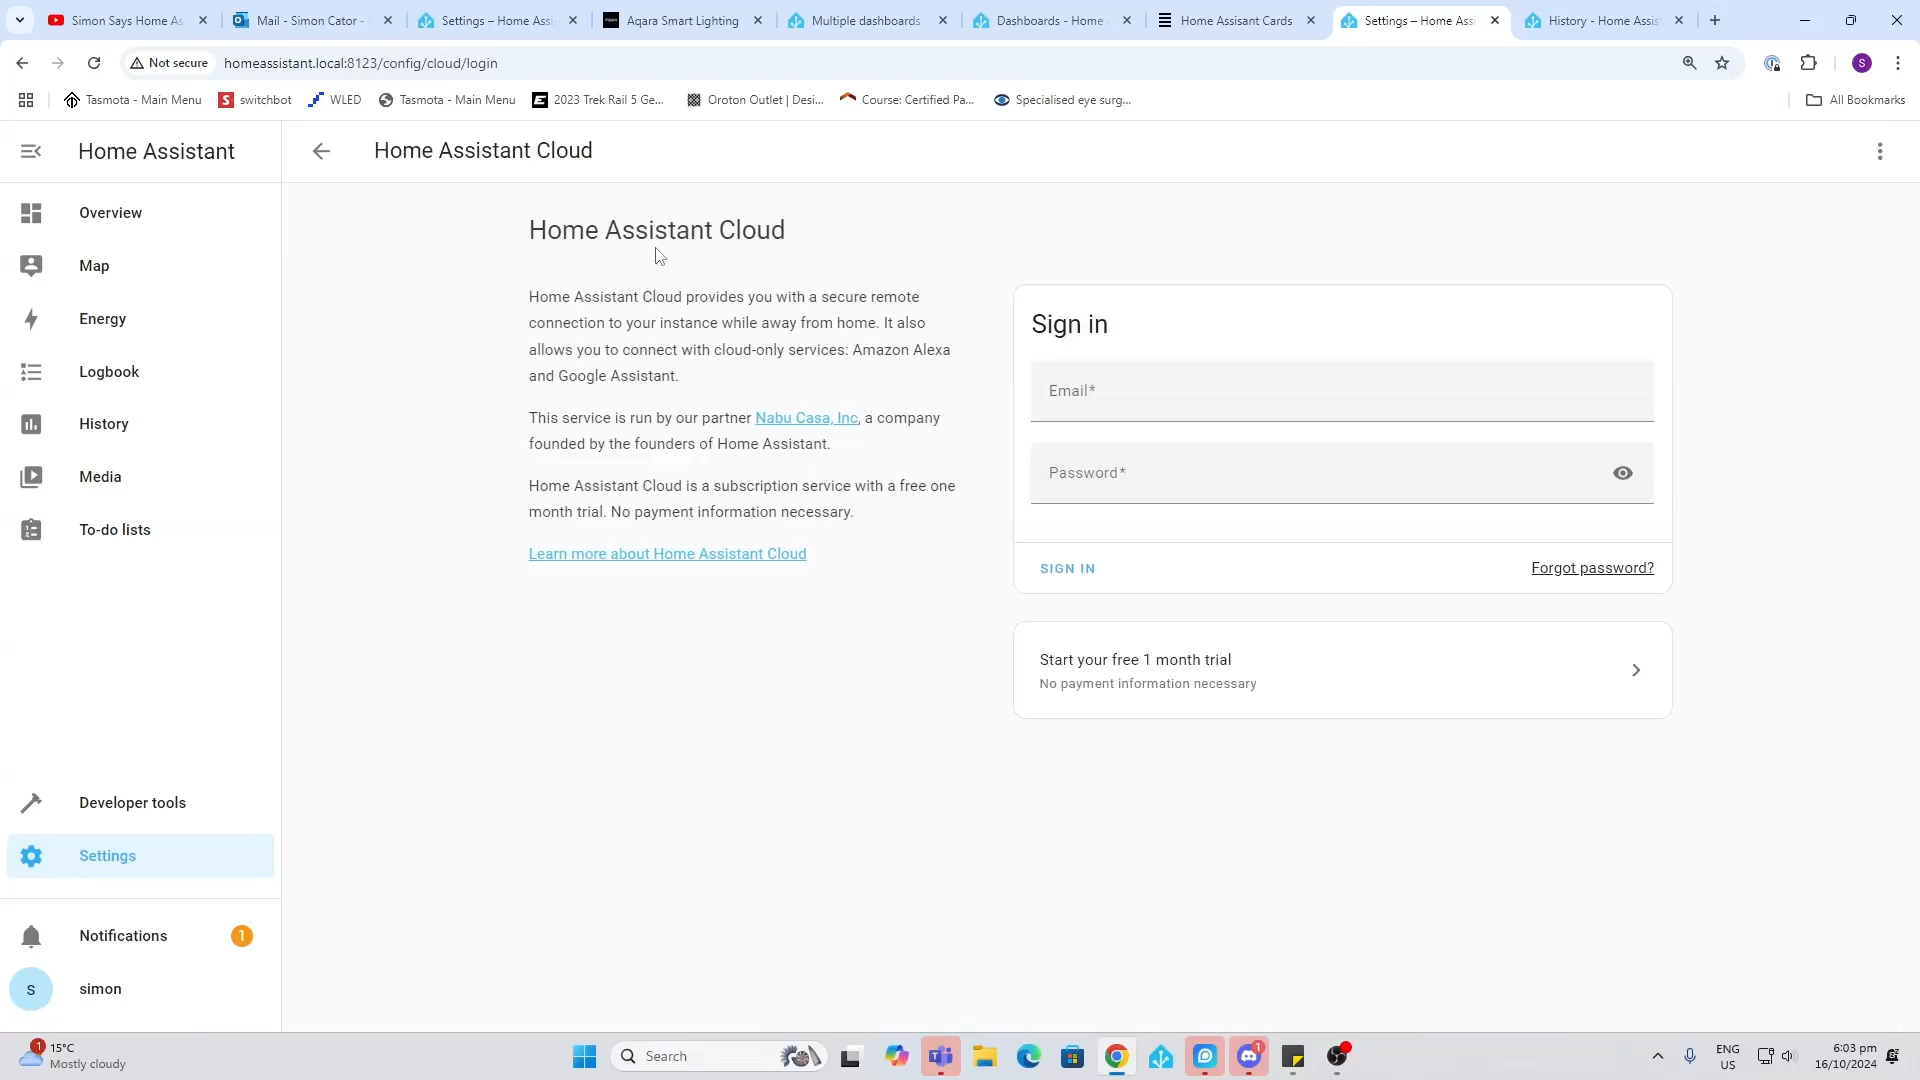 Simon Says Home As
Mail - Simon Cator -
Settings – Home Assis
Aqara Smart Lighting
Multiple dashboards
Dashboards - Home
Home Assisant Cards
Settings – Home Assi
History - Home Assis
Not secure
homeassistant.local:8123/config/cloud/login
S
Tasmota - Main Menu
switchbot
WLED
Tasmota - Main Menu
2023 Trek Rail 5 Ge...
Oroton Outlet | Desi...
Course: Certified Pa...
Specialised eye surg...
All Bookmarks
Home Assistant
Home Assistant Cloud
Overview
Map
Energy
Logbook
History
Media
To-do lists
Developer tools
Settings
Notifications
1
s
simon
Home Assistant Cloud
Home Assistant Cloud provides you with a secure remote
connection to your instance while away from home. It also
allows you to connect with cloud-only services: Amazon Alexa
and Google Assistant.
This service is run by our partner Nabu Casa, Inc, a company
founded by the founders of Home Assistant.
Home Assistant Cloud is a subscription service with a free one
month trial. No payment information necessary.
Learn more about Home Assistant Cloud
Sign in
Email*
Password*
SIGN IN
Forgot password?
Start your free 1 month trial
No payment information necessary
1
15°C
Mostly cloudy
Search
1
ENG
US
6:03 pm
16/10/2024